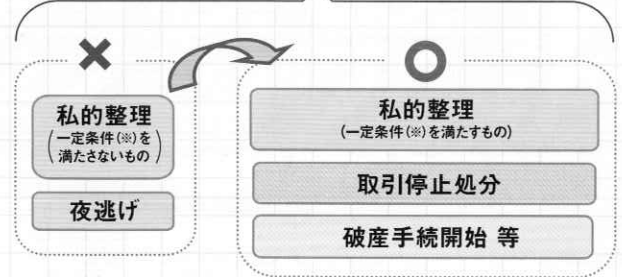 私的整理
(一定条件(※)を
満たさないもの)
夜逃げ
私的整理
(一定条件(※)を満たすもの)
取引停止処分
破産手続開始 等